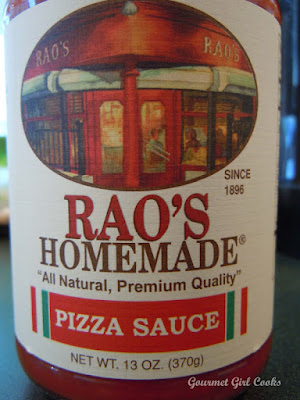 RAO'S RAO'S
SINCE
1896
RAO'S
HOMEMADE®
"All Natural, Premium Quality"
PIZZA SAUCE
NET WT. 13 OZ. (370g)
Gourmet Girl Cooks